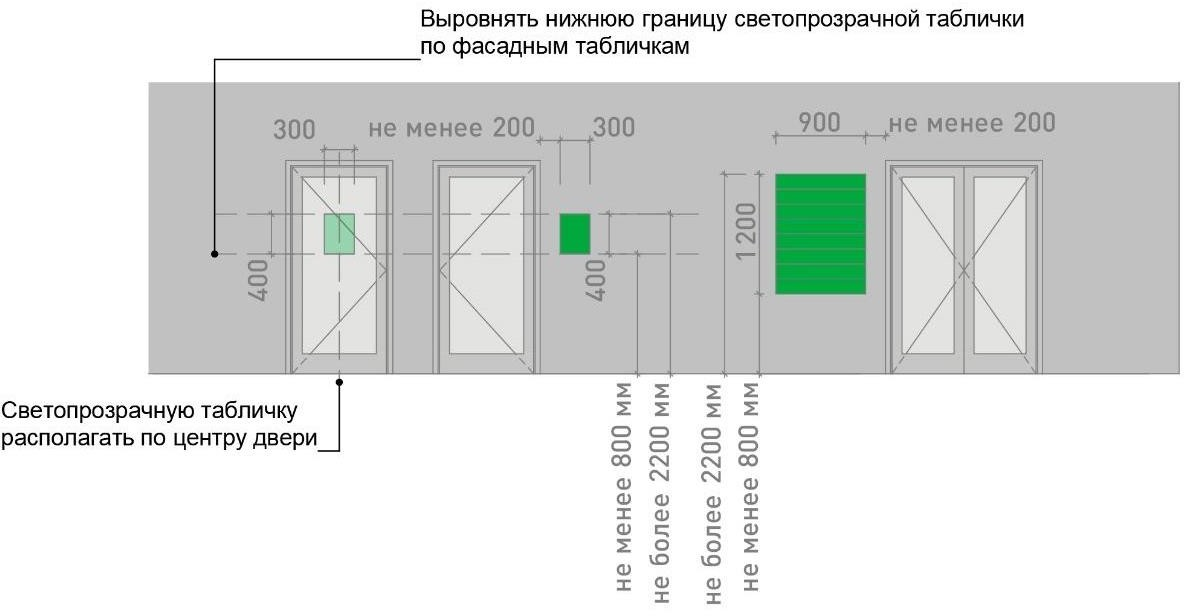 Выровнять нижнюю границу светопрозрачной таблички
по фасадным табличкам
300
не менее 200
300
900
не менее 200
400
400
1200
Светопрозрачную табличку
располагать по центру двери
не менее 800 мм
не более 2200 мм
не более 2200 мм
не менее 800 мм